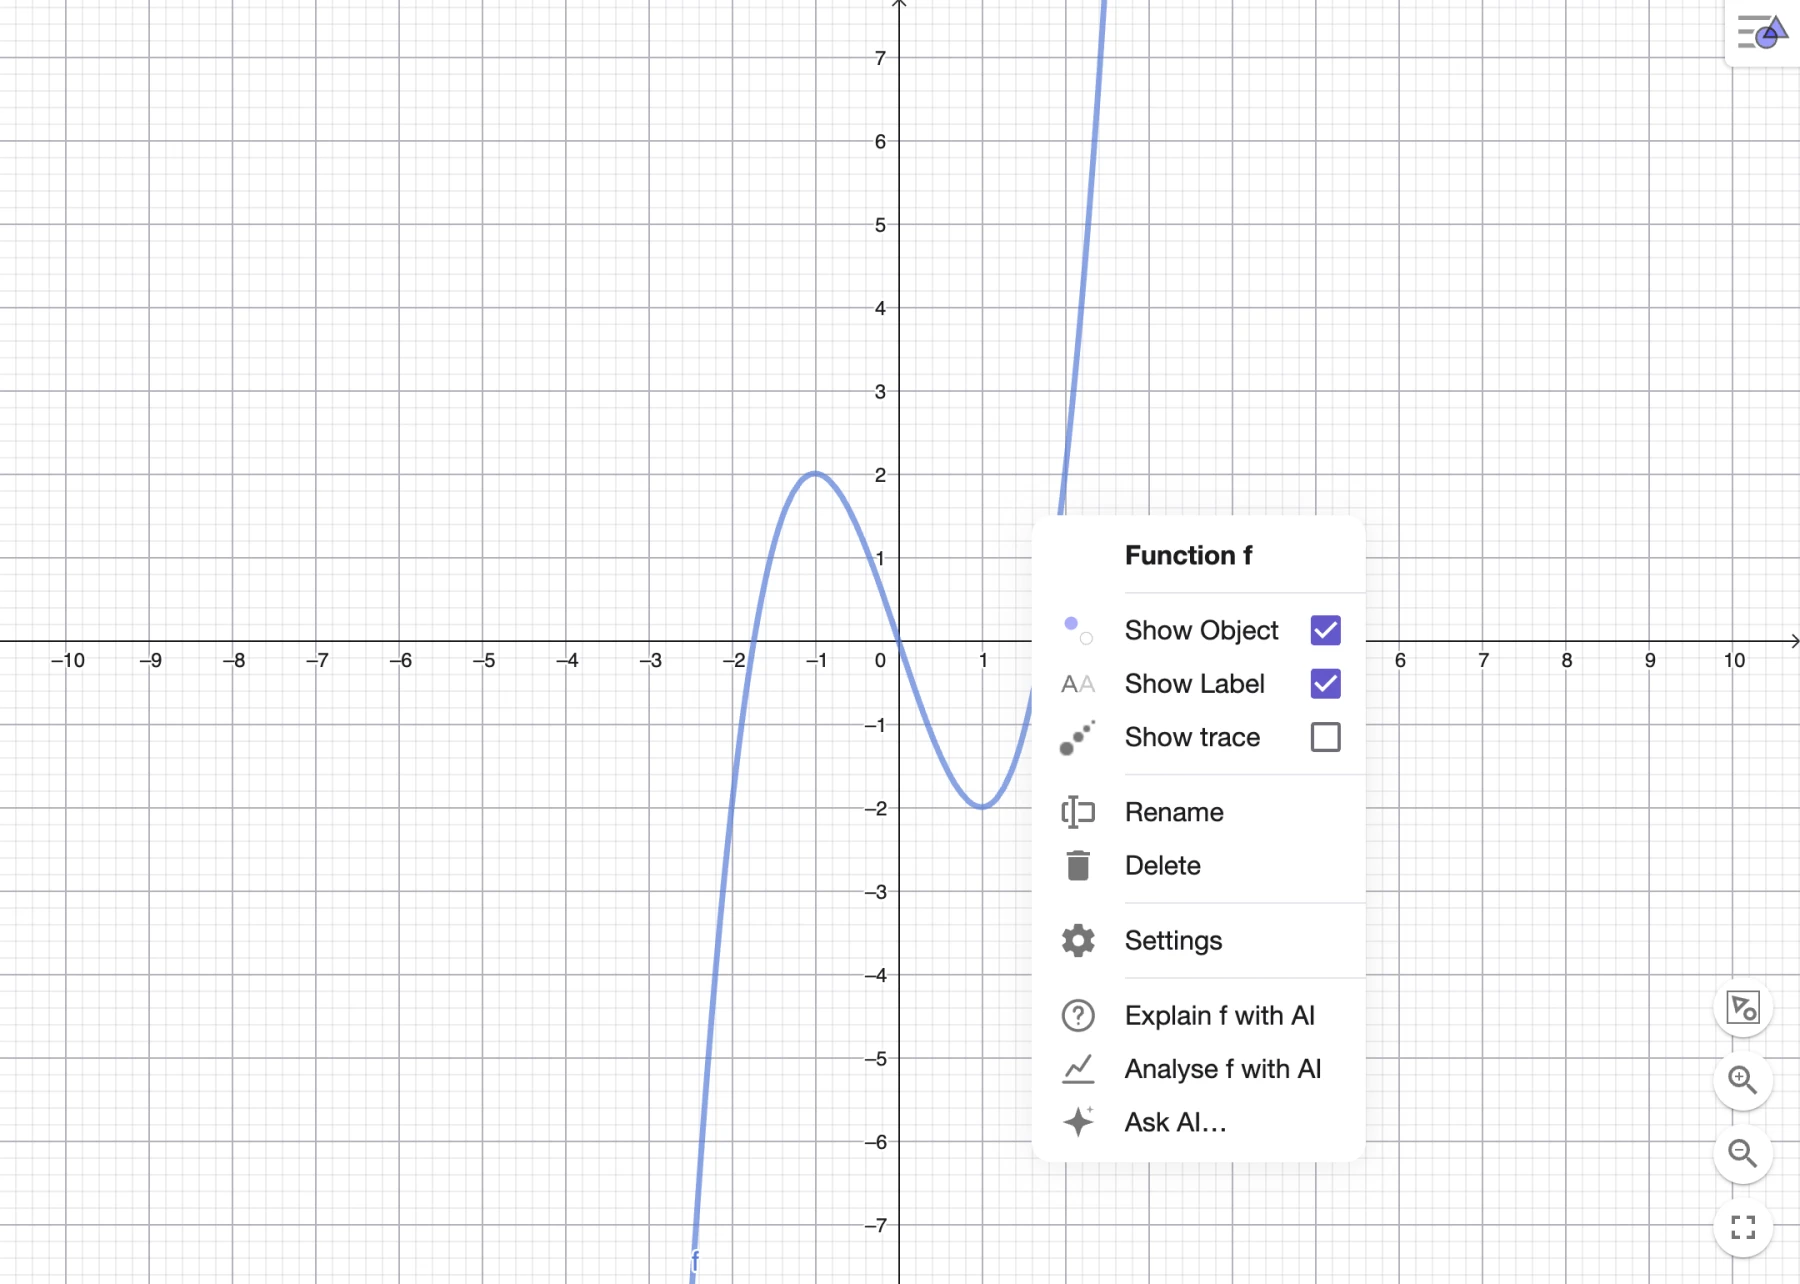 7
6
5
4
3
2
1
–10 –9 –8 –7 –6 –5 –4 –3 –2 –1 0 1 6 7 8 9 10
–1
–2
–3
–4
–5
–6
–7
f
Function f
Show Object
AA Show Label
Show trace
Rename
Delete
Settings
? Explain f with AI
Analyse f with AI
Ask AI…